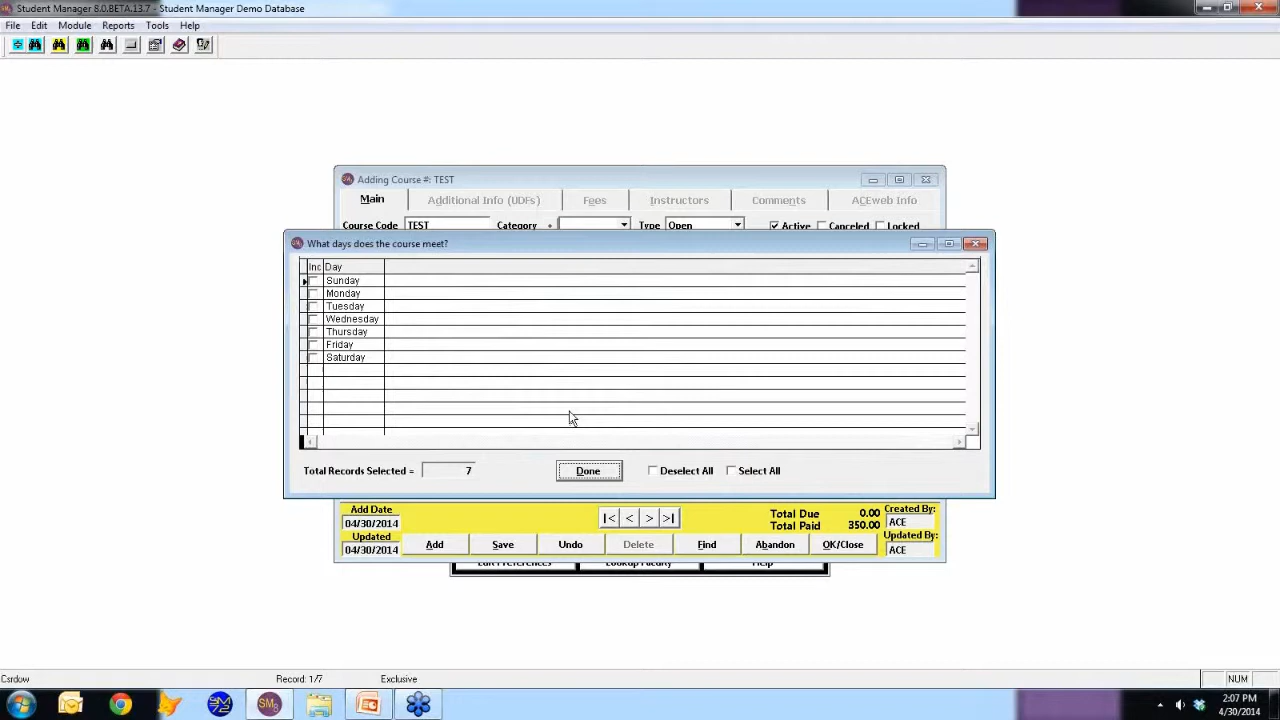 Student Manager 8.0.BETA.13.7 - Student Manager Demo Database
File Edit Module Reports Tools Help
Adding Course #: TEST
Main Additional Info (UDFs) Fees Instructors Comments ACEweb Info
Course Code TEST Category Type Open Active Canceled Locked
What days does the course meet?
Inc Day
Sunday
Monday
Tuesday
Wednesday
Thursday
Friday
Saturday
Total Records Selected = 7 Done Deselect All Select All
Add Date |< < > >| Total Due 0.00 Created By:
04/30/2014 Total Paid 350.00 ACE
Updated Add Save Undo Delete Find Abandon OK/Close Updated By:
04/30/2014 ACE
Edit Preferences Lookup Faculty Help
Csrdow Record: 1/7 Exclusive NUM
2:07 PM
4/30/2014